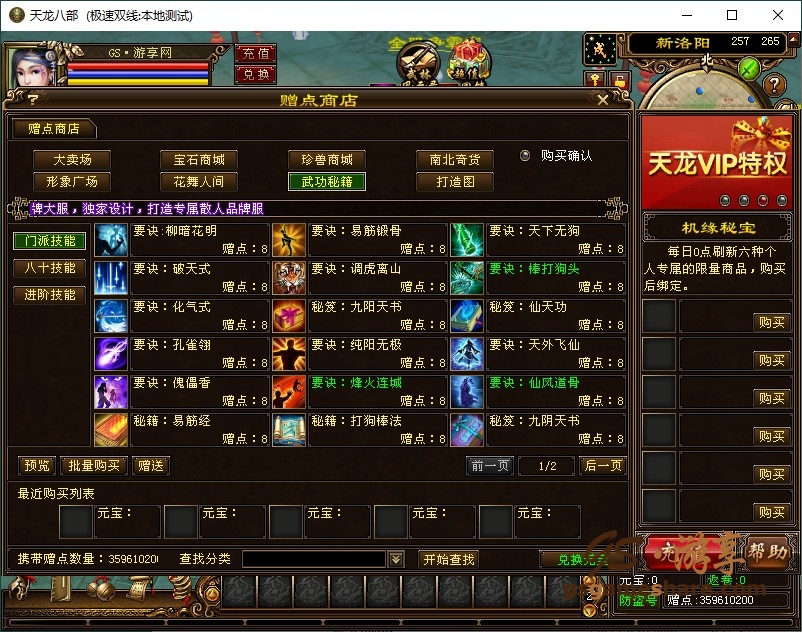 天龙八部 (极速双线:本地测试)
GS·游享网
充值
兑换
武林
超值
新洛阳 257 265
北
赠点商店
赠点商店
大卖场 宝石商城 珍兽商城 南北奇货 购买确认
形象广场 花舞人间 武功秘籍 打造图
牌大服，独家设计，打造专属散人品牌服
门派技能
八十技能
进阶技能
要诀:柳暗花明 赠点：8
要诀：易筋锻骨 赠点：8
要诀：天下无狗 赠点：8
要诀：破天式 赠点：8
要诀：调虎离山 赠点：8
要诀：棒打狗头 赠点：8
要诀：化气式 赠点：8
秘笈：九阳天书 赠点：8
秘笈：仙天功 赠点：8
要诀：孔雀翎 赠点：8
要诀：纯阳无极 赠点：8
要诀：天外飞仙 赠点：8
要诀：傀儡香 赠点：8
要诀：烽火连城 赠点：8
要诀：仙风道骨 赠点：8
秘籍：易筋经 赠点：8
秘籍：打狗棒法 赠点：8
秘笈：九阴天书 赠点：8
预览 批量购买 赠送 前一页 1/2 后一页
最近购买列表
元宝： 元宝： 元宝： 元宝： 元宝：
携带赠点数量：35961020 查找分类 开始查找
天龙VIP特权
机缘秘宝
每日0点刷新六种个
人专属的限量商品，购买
后绑定。
购买
购买
购买
购买
购买
购买
帮助
元宝:0 返卷:0
防盗号 赠点:359610200